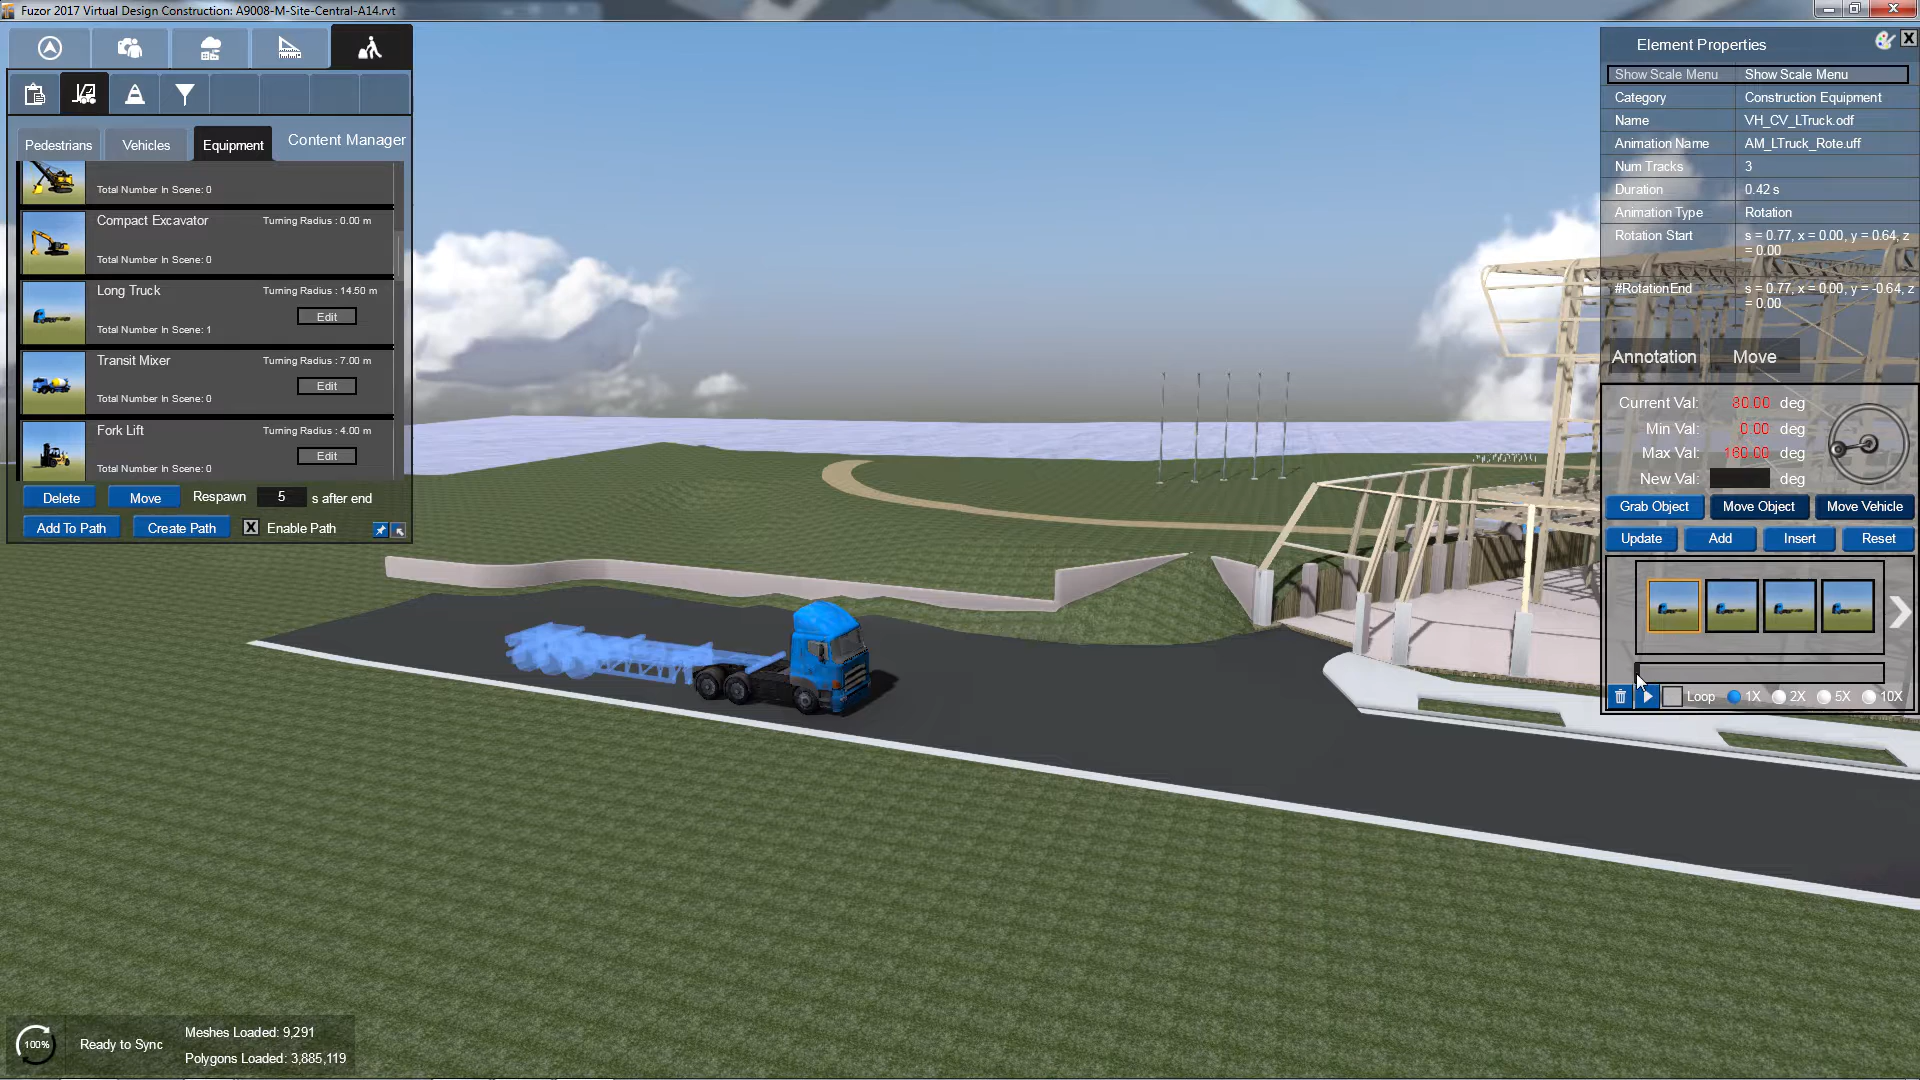 Fuzor 2017 Virtual Design Construction: A9008-M-Site-Central-A14.rvt
Pedestrians
Vehicles
Equipment
Content Manager
Total Number In Scene: 0
Compact Excavator
Turning Radius : 0.00 m
Total Number In Scene: 0
Long Truck
Turning Radius : 14.50 m
Edit
Total Number In Scene: 1
Transit Mixer
Turning Radius : 7.00 m
Edit
Total Number In Scene: 0
Fork Lift
Turning Radius : 4.00 m
Edit
Total Number In Scene: 0
Delete
Move
Respawn
5
s after end
Add To Path
Create Path
X
Enable Path
Element Properties
X
Show Scale Menu
Show Scale Menu
Category
Construction Equipment
Name
VH_CV_LTruck.odf
Animation Name
AM_LTruck_Rote.uff
Num Tracks
3
Duration
0.42 s
Animation Type
Rotation
Rotation Start
s = 0.77, x = 0.00, y = 0.64, z
= 0.00
#RotationEnd
s = 0.77, x = 0.00, y = -0.64, z
= 0.00
Annotation
Move
Current Val: 80.00 deg
Min Val: 0.00 deg
Max Val: 160.00 deg
New Val: deg
Grab Object
Move Object
Move Vehicle
Update
Add
Insert
Reset
Loop
1X
2X
5X
10X
100%
Ready to Sync
Meshes Loaded: 9,291
Polygons Loaded: 3,885,119